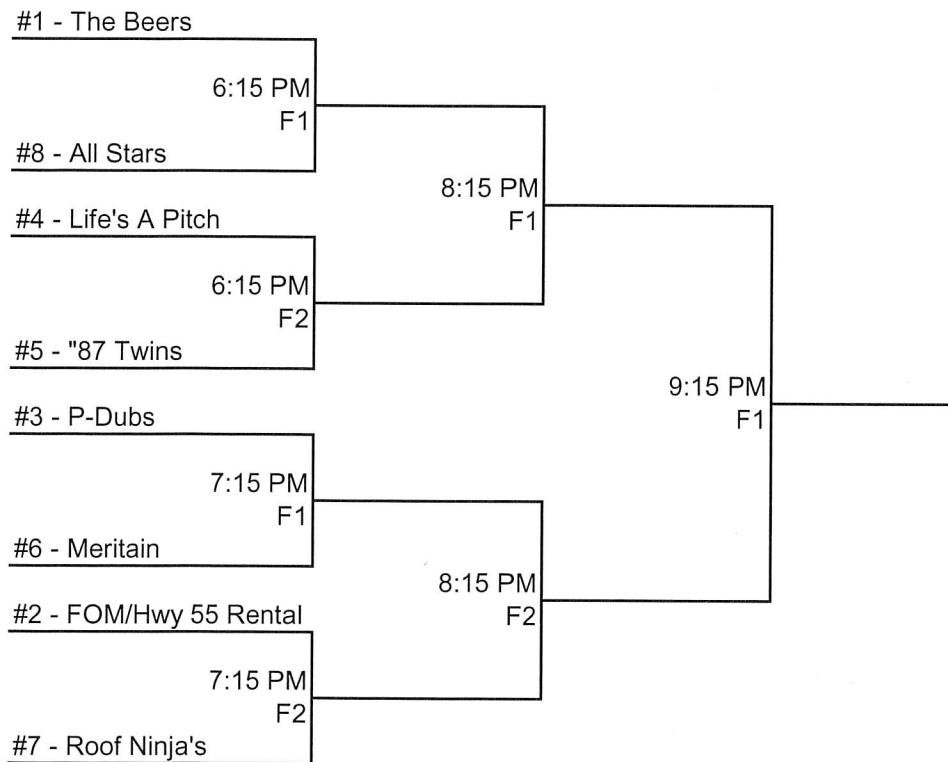 #1 - The Beers
6:15 PM
F1
#8 - All Stars
8:15 PM
F1
#4 - Life's A Pitch
6:15 PM
F2
#5 - "87 Twins
9:15 PM
F1
#3 - P-Dubs
7:15 PM
F1
#6 - Meritain
8:15 PM
F2
#2 - FOM/Hwy 55 Rental
7:15 PM
F2
#7 - Roof Ninja's